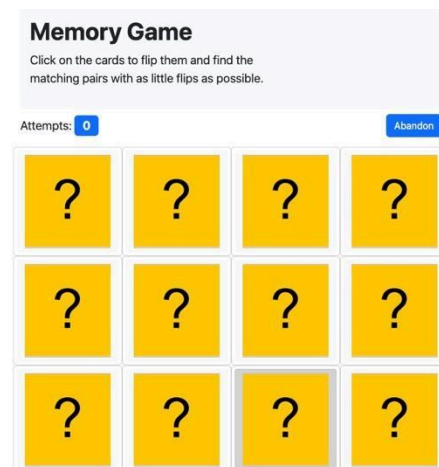 Memory Game
Click on the cards to flip them and find the
matching pairs with as little flips as possible.
Attempts: 0 Abandon
? ? ? ?
? ? ? ?
? ? ? ?